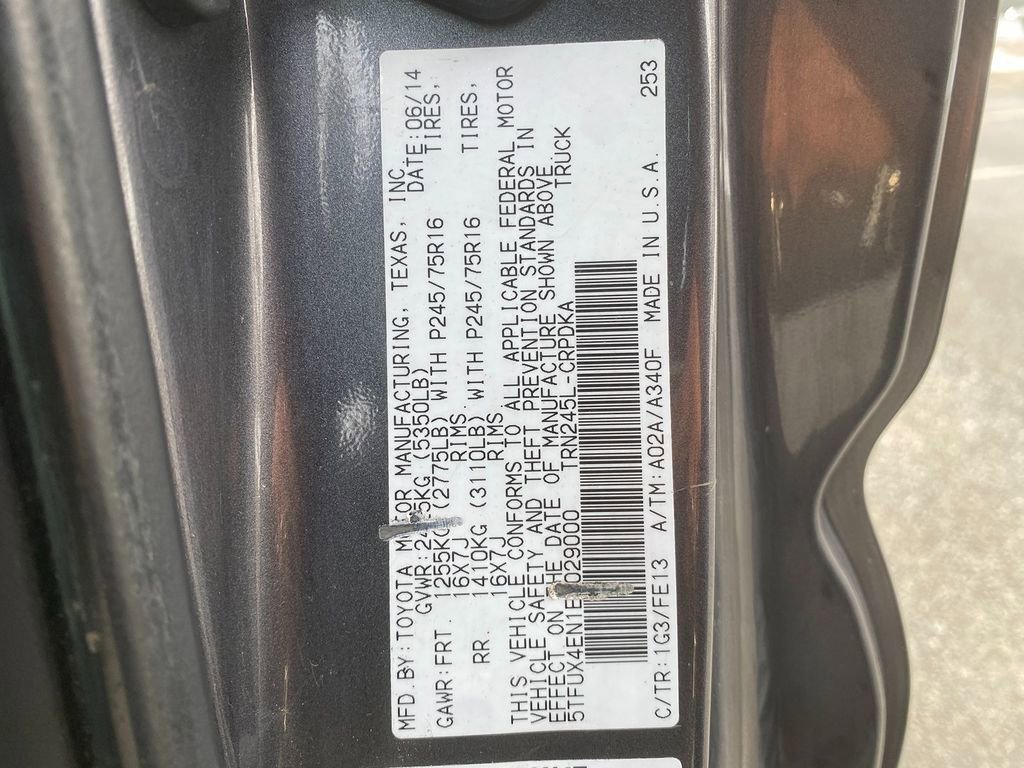 MFD.BY:TOYOTA MOTOR MANUFACTURING, TEXAS, INC.
GVWR: KG (5350LB) DATE:06/14
GAWR:FRT. 1255KG (2775LB) WITH P245/75R16 TIRES,
16X7J RIMS.
RR. 1410KG (3110LB) WITH P245/75R16 TIRES,
16X7J RIMS.
THIS VEHICLE CONFORMS TO ALL APPLICABLE FEDERAL MOTOR
VEHICLE SAFETY AND THEFT PREVENTION STANDARDS IN
EFFECT ON THE DATE OF MANUFACTURE SHOWN ABOVE.
TRN245L-CRPDKA TRUCK
C/TR:1G3/FE13 A/TM:A02A/A340F MADE IN U.S.A. 253